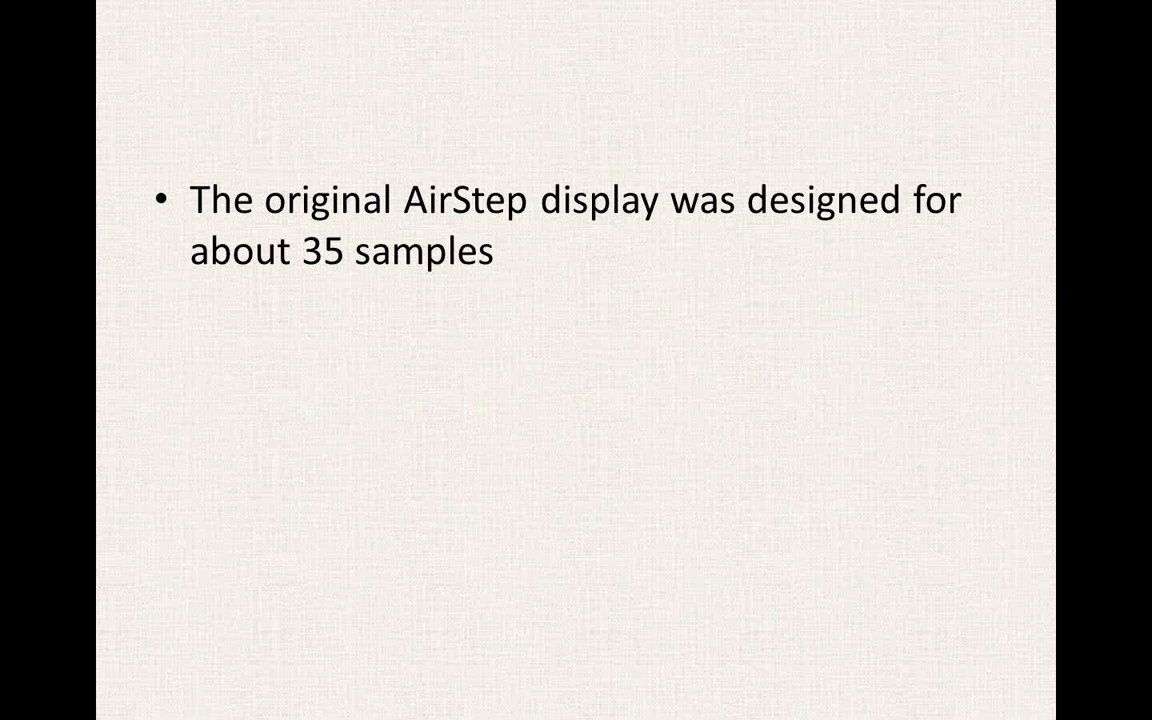 • The original AirStep display was designed for
about 35 samples